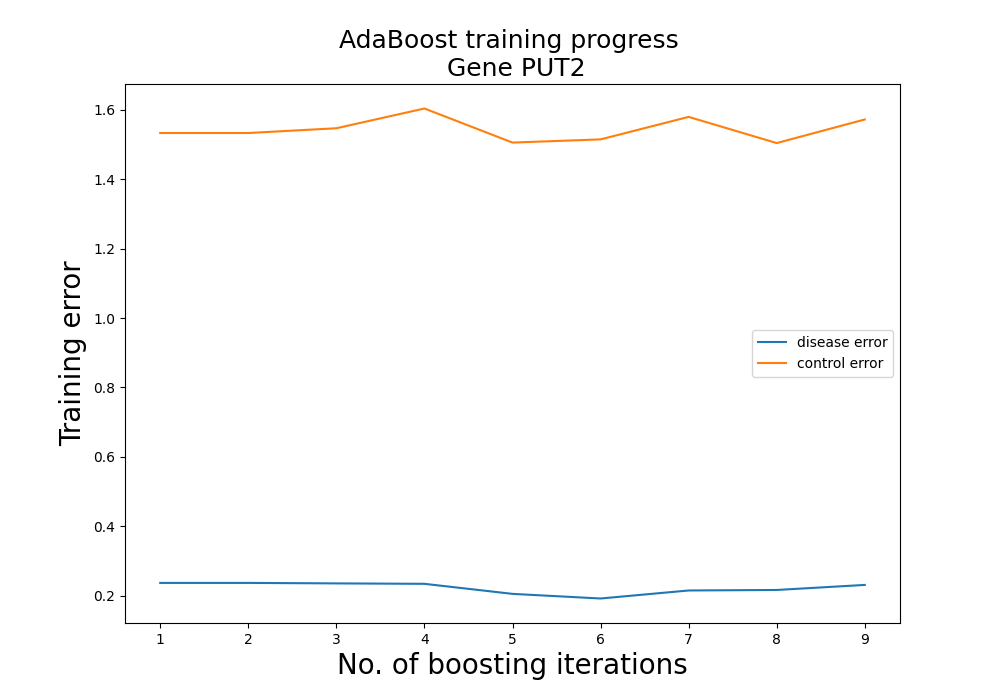 AdaBoost training progress
Gene PUT2
1.6
1.4
1.2
1.0
0.8
0.6
0.4
0.2
Training error
disease error
control error
1 2 3 4 5 6 7 8 9
No. of boosting iterations